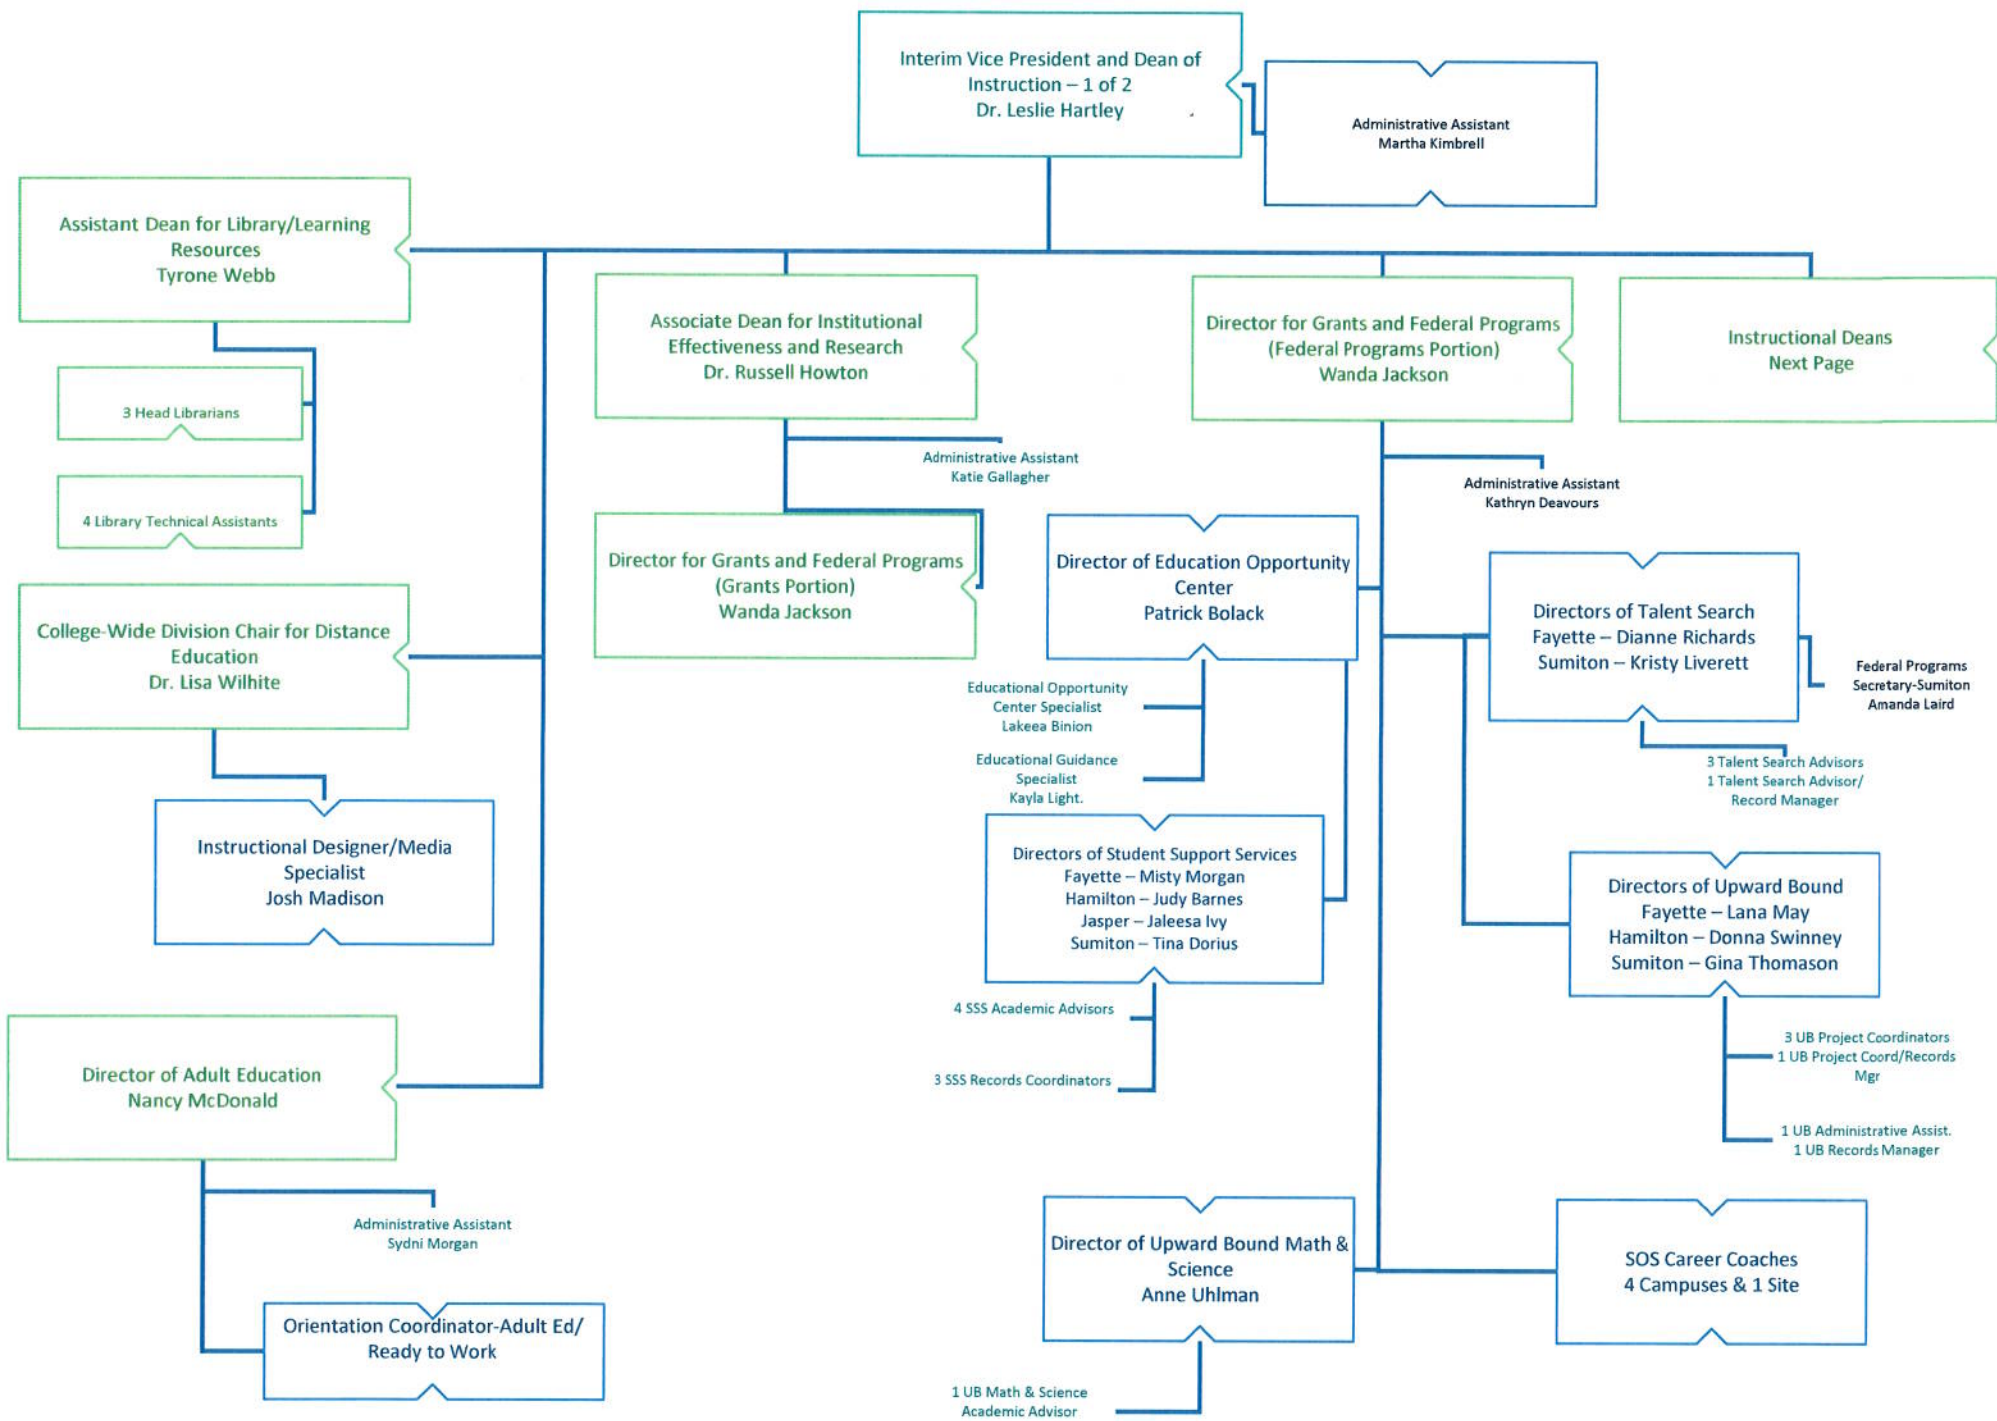 Interim Vice President and Dean of
Instruction – 1 of 2
Dr. Leslie Hartley
Administrative Assistant
Martha Kimbrell
Assistant Dean for Library/Learning
Resources
Tyrone Webb
3 Head Librarians
4 Library Technical Assistants
College-Wide Division Chair for Distance
Education
Dr. Lisa Wilhite
Instructional Designer/Media
Specialist
Josh Madison
Director of Adult Education
Nancy McDonald
Administrative Assistant
Sydni Morgan
Orientation Coordinator-Adult Ed/
Ready to Work
Associate Dean for Institutional
Effectiveness and Research
Dr. Russell Howton
Administrative Assistant
Katie Gallagher
Director for Grants and Federal Programs
(Grants Portion)
Wanda Jackson
Director for Grants and Federal Programs
(Federal Programs Portion)
Wanda Jackson
Administrative Assistant
Kathryn Deavours
Director of Education Opportunity
Center
Patrick Bolack
Educational Opportunity
Center Specialist
Lakeea Binion
Educational Guidance
Specialist
Kayla Light.
Directors of Student Support Services
Fayette – Misty Morgan
Hamilton – Judy Barnes
Jasper – Jaleesa Ivy
Sumiton – Tina Dorius
4 SSS Academic Advisors
3 SSS Records Coordinators
Directors of Talent Search
Fayette – Dianne Richards
Sumiton – Kristy Liverett
Federal Programs
Secretary-Sumiton
Amanda Laird
3 Talent Search Advisors
1 Talent Search Advisor/
Record Manager
Directors of Upward Bound
Fayette – Lana May
Hamilton – Donna Swinney
Sumiton – Gina Thomason
3 UB Project Coordinators
1 UB Project Coord/Records
Mgr
1 UB Administrative Assist.
1 UB Records Manager
Director of Upward Bound Math &
Science
Anne Uhlman
1 UB Math & Science
Academic Advisor
SOS Career Coaches
4 Campuses & 1 Site
Instructional Deans
Next Page